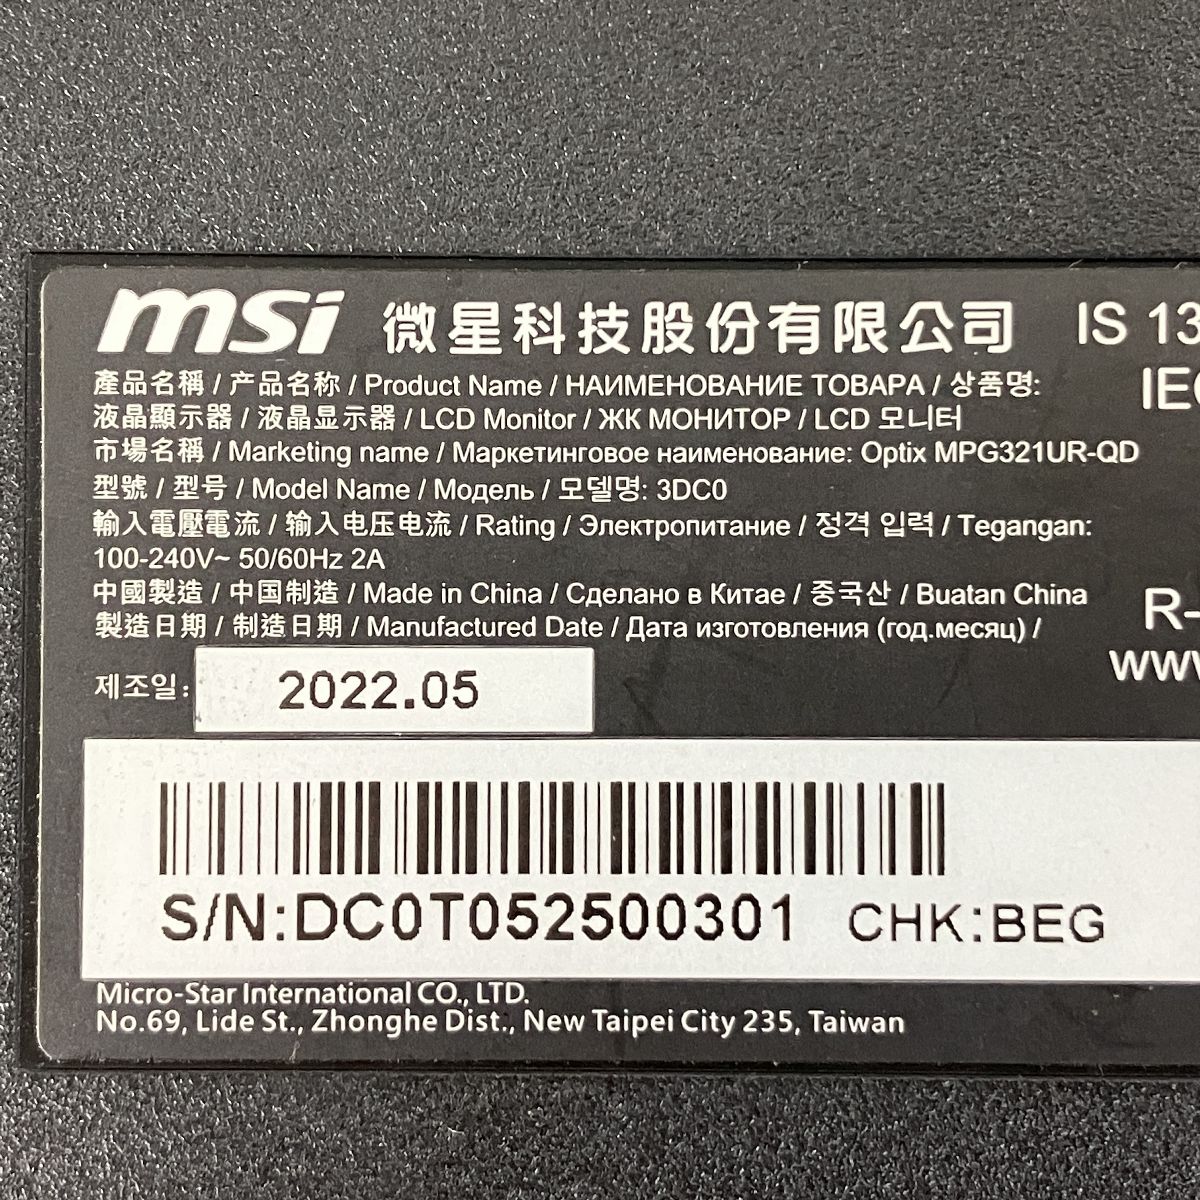 msi 微星科技股份有限公司 IS 13
IEC
產品名稱 / 产品名称 / Product Name / НАИМЕНОВАНИЕ ТОВАРА / 상품명:
液晶顯示器 / 液晶显示器 / LCD Monitor / ЖК МОНИТОР / LCD 모니터
市場名稱 / Marketing name / Маркетинговое наименование: Optix MPG321UR-QD
型號 / 型号 / Model Name / Модель / 모델명: 3DC0
輸入電壓電流 / 输入电压电流 / Rating / Электропитание / 정격 입력 / Tegangan:
100-240V~ 50/60Hz 2A
中國製造 / 中国制造 / Made in China / Сделано в Китае / 중국산 / Buatan China
R-
製造日期 / 制造日期 / Manufactured Date / Дата изготовления (год.месяц) /
www
제조일: 2022.05
S/N:DC0T052500301 CHK:BEG
Micro-Star International CO., LTD.
No.69, Lide St., Zhonghe Dist., New Taipei City 235, Taiwan